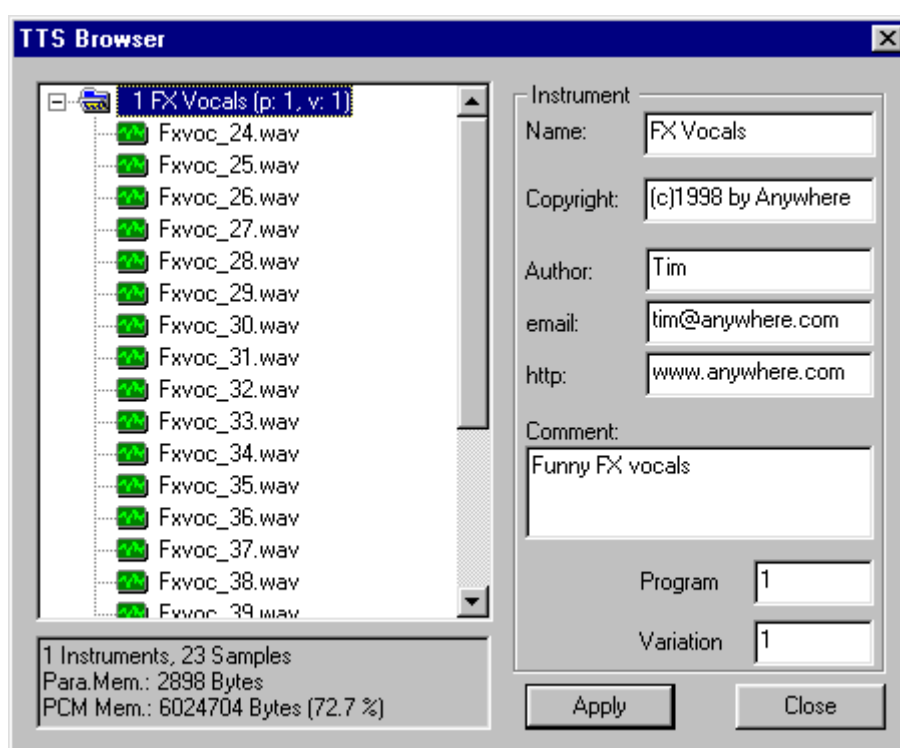 TTS Browser
1 FX Vocals (p: 1, v: 1)
Fxvoc_24.wav
Fxvoc_25.wav
Fxvoc_26.wav
Fxvoc_27.wav
Fxvoc_28.wav
Fxvoc_29.wav
Fxvoc_30.wav
Fxvoc_31.wav
Fxvoc_32.wav
Fxvoc_33.wav
Fxvoc_34.wav
Fxvoc_35.wav
Fxvoc_36.wav
Fxvoc_37.wav
Fxvoc_38.wav
Fxvoc_39.wav
1 Instruments, 23 Samples
Para.Mem.: 2898 Bytes
PCM Mem.: 6024704 Bytes (72.7 %)
Instrument
Name: FX Vocals
Copyright: (c)1998 by Anywhere
Author: Tim
email: tim@anywhere.com
http: www.anywhere.com
Comment:
Funny FX vocals
Program 1
Variation 1
Apply Close